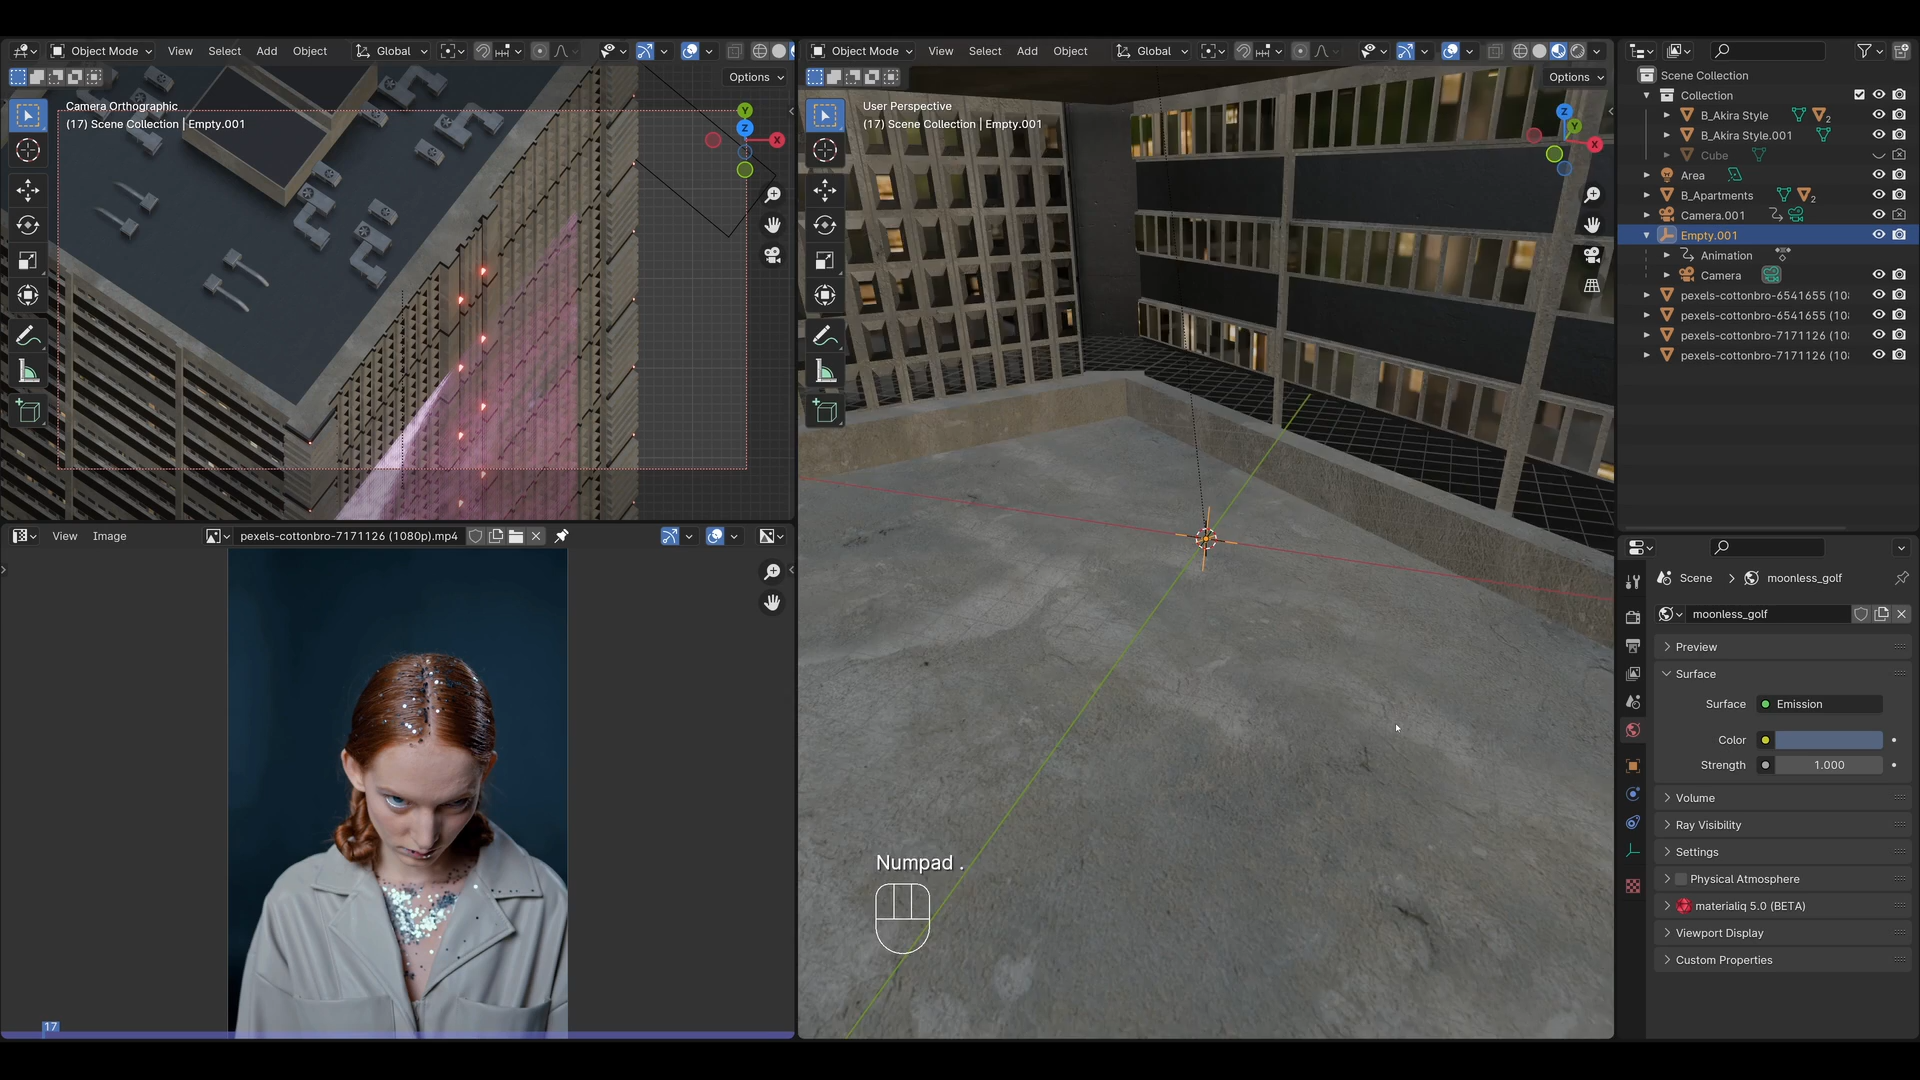 Object Mode View Select Add Object Global
Options
Camera Orthographic
(17) Scene Collection | Empty.001
Y
Z
X
Object Mode View Select Add Object Global
Options
User Perspective
(17) Scene Collection | Empty.001
Z
Y
X
Numpad .
View Image pexels-cottonbro-7171126 (1080p).mp4
17
Scene Collection
Collection
B_Akira Style 2
B_Akira Style.001
Cube
Area
B_Apartments 2
Camera.001
Empty.001
Animation
Camera
pexels-cottonbro-6541655 (10
pexels-cottonbro-6541655 (10
pexels-cottonbro-7171126 (10
pexels-cottonbro-7171126 (10
Scene > moonless_golf
moonless_golf
Preview
Surface
Surface Emission
Color
Strength 1.000
Volume
Ray Visibility
Settings
Physical Atmosphere
materialiq 5.0 (BETA)
Viewport Display
Custom Properties